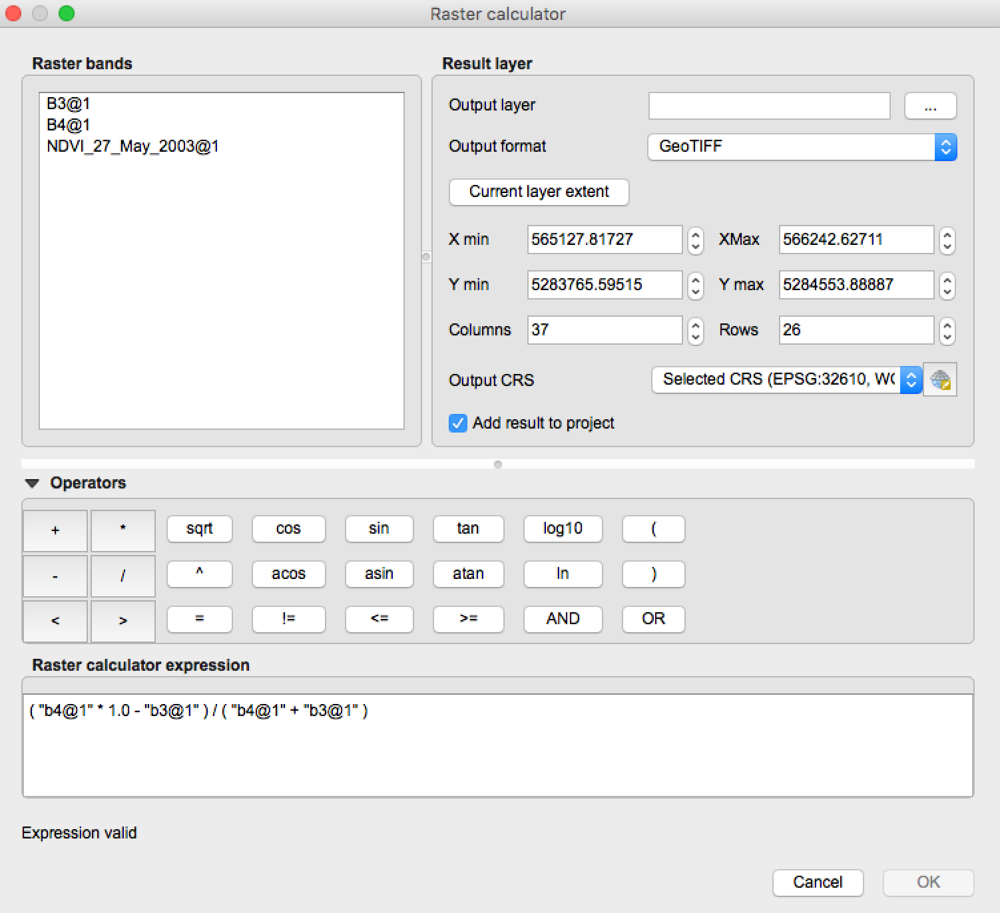 Raster calculator
Raster bands
B3@1
B4@1
NDVI_27_May_2003@1
Result layer
Output layer ...
Output format GeoTIFF
Current layer extent
X min 565127.81727 XMax 566242.62711
Y min 5283765.59515 Y max 5284553.88887
Columns 37 Rows 26
Output CRS Selected CRS (EPSG:32610, WG
Add result to project
Operators
+ * sqrt cos sin tan log10 (
- / ^ acos asin atan ln )
< > = != <= >= AND OR
Raster calculator expression
( "b4@1" * 1.0 - "b3@1" ) / ( "b4@1" + "b3@1" )
Expression valid
Cancel OK